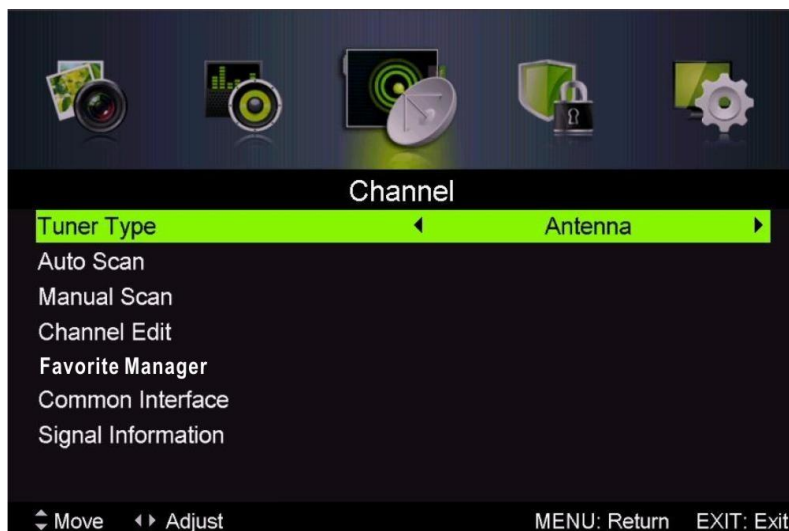 Channel
Tuner Type Antenna
Auto Scan
Manual Scan
Channel Edit
Favorite Manager
Common Interface
Signal Information
Move Adjust MENU: Return EXIT: Exit